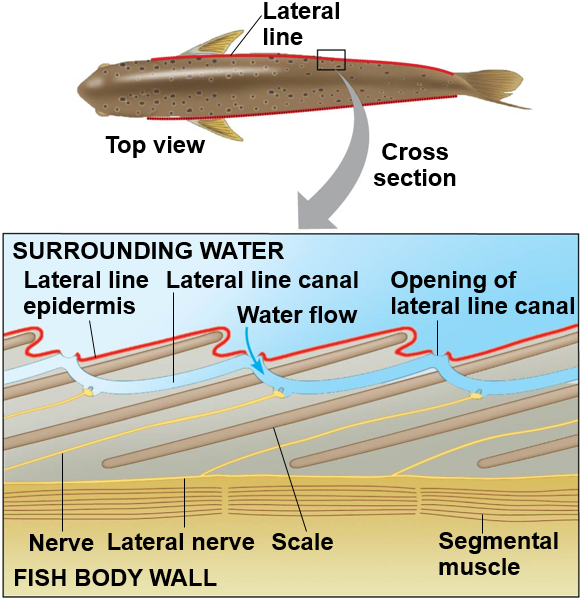 Lateral
line
Top view
Cross
section
SURROUNDING WATER
Lateral line
epidermis
Lateral line canal
Opening of
lateral line canal
Water flow
Nerve
Lateral nerve
Scale
Segmental
muscle
FISH BODY WALL